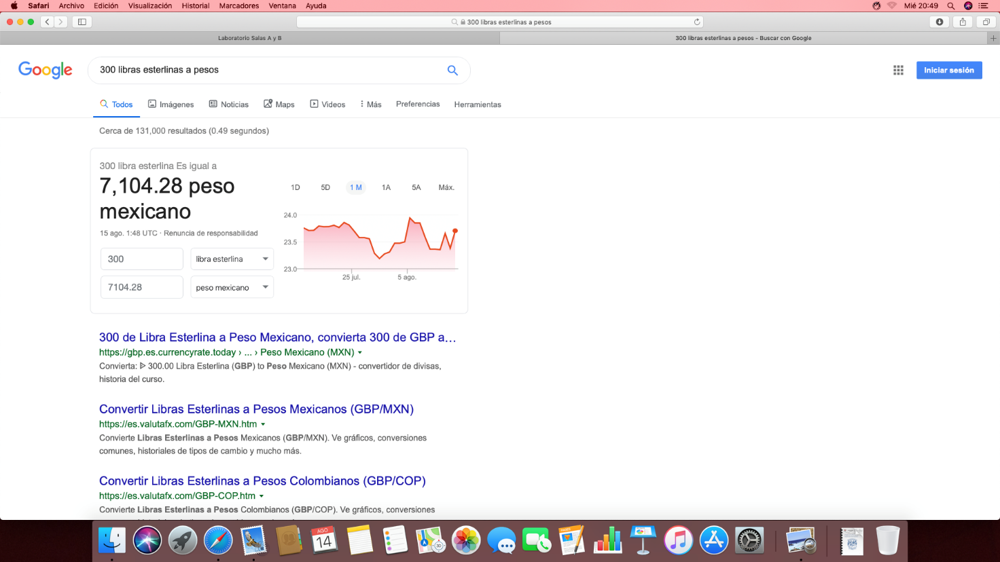 Safari Archivo Edición Visualización Historial Marcadores Ventana Ayuda Mié 20:49
300 libras esterlinas a pesos
Laboratorio Salas A y B
300 libras esterlinas a pesos - Buscar con Google
Google
300 libras esterlinas a pesos
Iniciar sesión
Todos Imágenes Noticias Maps Videos Más Preferencias Herramientas
Cerca de 131,000 resultados (0.49 segundos)
300 libra esterlina Es igual a
7,104.28 peso
mexicano
15 ago. 1:48 UTC · Renuncia de responsabilidad
300 libra esterlina
7104.28 peso mexicano
1D 5D 1 M 1A 5A Máx.
24.0
23.5
23.0
25 jul. 5 ago.
300 de Libra Esterlina a Peso Mexicano, convierta 300 de GBP a…
https://gbp.es.currencyrate.today › ... › Peso Mexicano (MXN)
Convierta: ᐈ 300.00 Libra Esterlina (GBP) to Peso Mexicano (MXN) - convertidor de divisas,
historia del curso.
Convertir Libras Esterlinas a Pesos Mexicanos (GBP/MXN)
https://es.valutafx.com/GBP-MXN.htm
Convierte Libras Esterlinas a Pesos Mexicanos (GBP/MXN). Ve gráficos, conversiones
comunes, historiales de tipos de cambio y mucho más.
Convertir Libras Esterlinas a Pesos Colombianos (GBP/COP)
https://es.valutafx.com/GBP-COP.htm
Convierte Libras Esterlinas a Pesos Colombianos (GBP/COP). Ve gráficos, conversiones
AGO
14
PAGES
3D